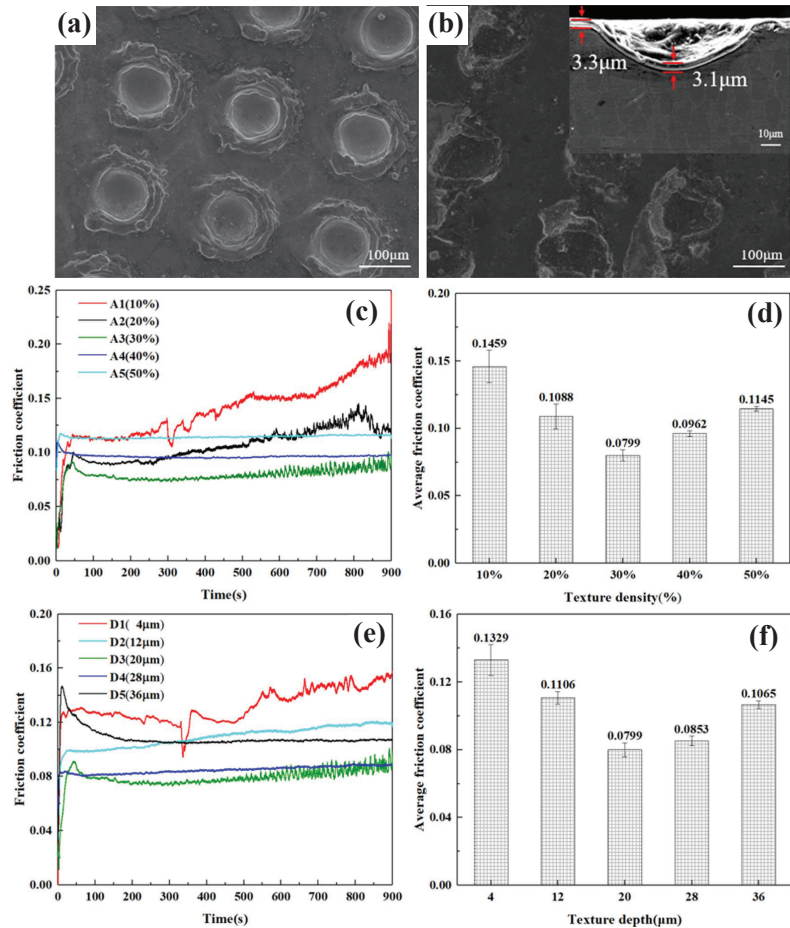 (a)
100μm
(b)
3.3μm
3.1μm
10μm
100μm
(c)
Friction coefficient
0.25
0.20
0.15
0.10
0.05
0.00
A1(10%)
A2(20%)
A3(30%)
A4(40%)
A5(50%)
0 100 200 300 400 500 600 700 800 900
Time(s)
(d)
Average friction coefficient
0.20
0.15
0.10
0.05
0.00
0.1459
0.1088
0.0799
0.0962
0.1145
10% 20% 30% 40% 50%
Texture density(%)
(e)
Friction coefficient
0.20
0.16
0.12
0.08
0.04
0.00
D1( 4μm)
D2(12μm)
D3(20μm)
D4(28μm)
D5(36μm)
0 100 200 300 400 500 600 700 800 900
Time(s)
(f)
Average friction coefficient
0.16
0.12
0.08
0.04
0.00
0.1329
0.1106
0.0799
0.0853
0.1065
4 12 20 28 36
Texture depth(μm)